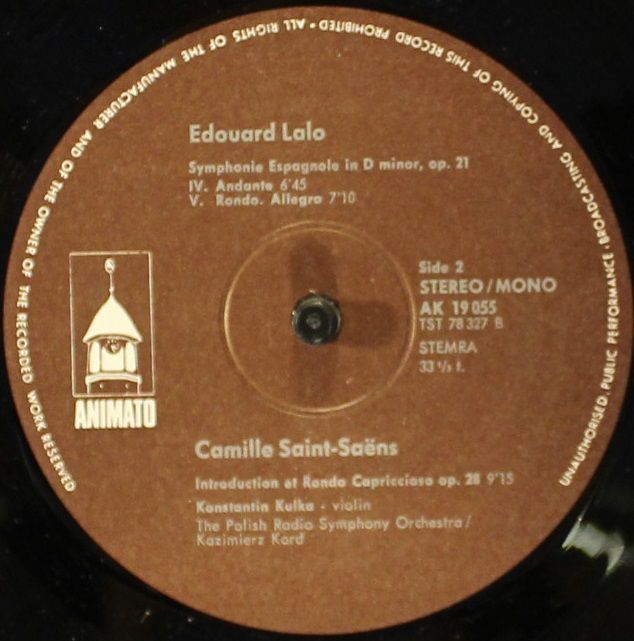 ALL RIGHTS OF THE MANUFACTURER AND OF THE OWNER OF THE RECORDED WORK RESERVED
UNAUTHORISED. PUBLIC PERFORMANCE · BROADCASTING AND COPYING OF THIS RECORD PROHIBITED ·
Edouard Lalo
Symphonie Espagnole in D minor, op. 21
IV. Andante 6'45
V. Rondo. Allegro 7'10
Side 2
STEREO/MONO
AK 19 055
TST 78 327 B
STEMRA
33 ⅓ t.
ANIMATO
Camille Saint-Saëns
Introduction et Rondo Capriccioso op. 28 9'15
Konstantin Kulka - violin
The Polish Radio Symphony Orchestra/
Kazimierz Kord